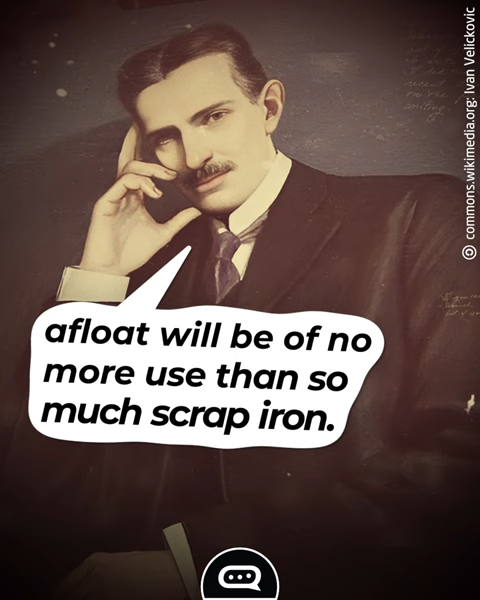 afloat will be of no
more use than so
much scrap iron.
© commons.wikimedia.org: Ivan Velickovic